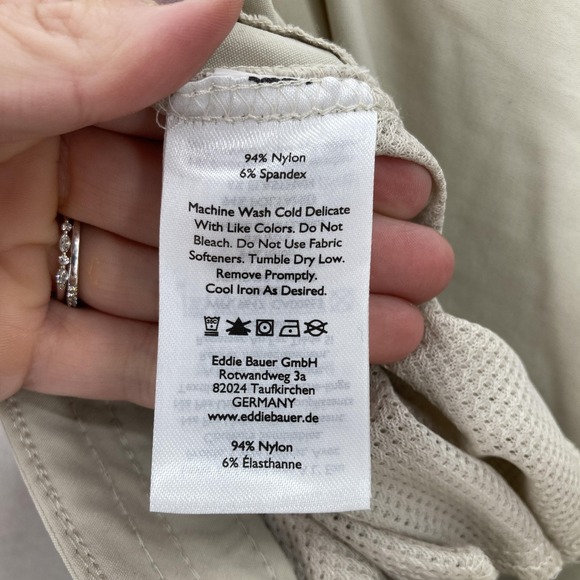 94% Nylon
6% Spandex
Machine Wash Cold Delicate
With Like Colors. Do Not
Bleach. Do Not Use Fabric
Softeners. Tumble Dry Low.
Remove Promptly.
Cool Iron As Desired.
Eddie Bauer GmbH
Rotwandweg 3a
82024 Taufkirchen
GERMANY
www.eddiebauer.de
94% Nylon
6% Élasthanne